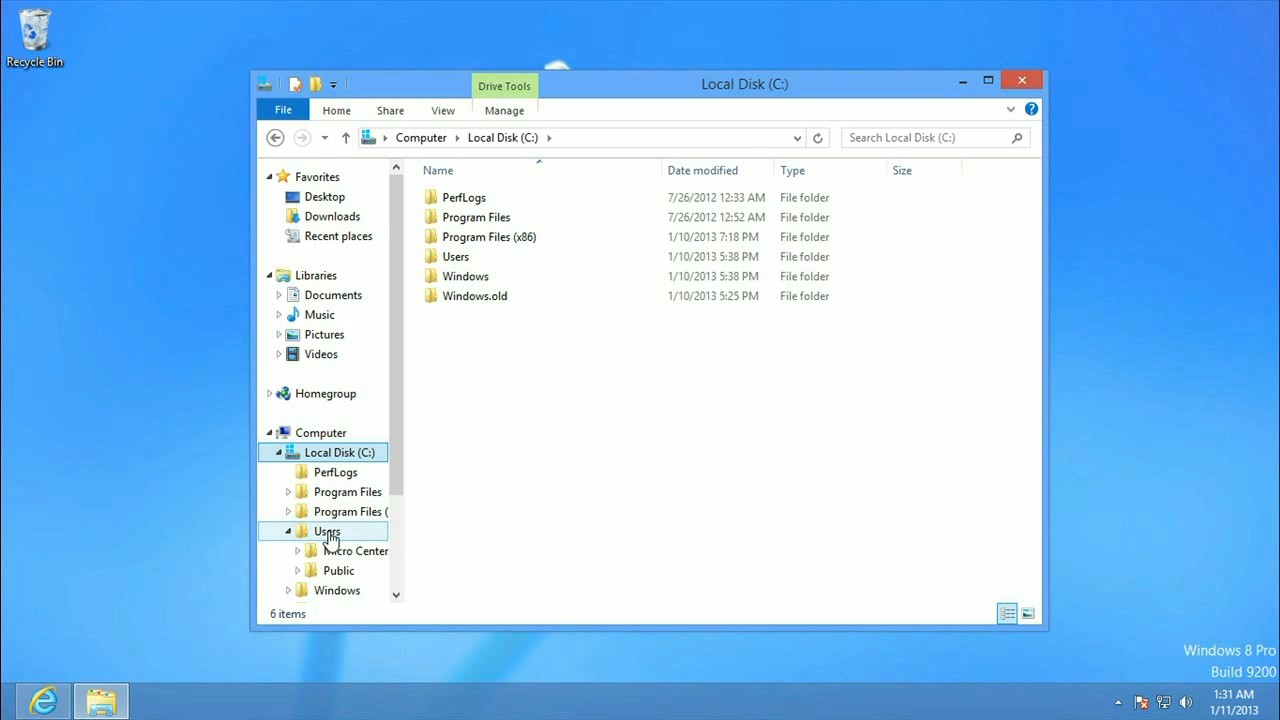 Recycle Bin
Drive Tools
Local Disk (C:)
File Home Share View Manage
Computer Local Disk (C:)
Search Local Disk (C:)
Favorites
Desktop
Downloads
Recent places
Libraries
Documents
Music
Pictures
Videos
Homegroup
Computer
Local Disk (C:)
PerfLogs
Program Files
Program Files (
Users
Micro Center
Public
Windows
Name Date modified Type Size
PerfLogs 7/26/2012 12:33 AM File folder
Program Files 7/26/2012 12:52 AM File folder
Program Files (x86) 1/10/2013 7:18 PM File folder
Users 1/10/2013 5:38 PM File folder
Windows 1/10/2013 5:38 PM File folder
Windows.old 1/10/2013 5:25 PM File folder
6 items
Windows 8 Pro
Build 9200
1:31 AM
1/11/2013